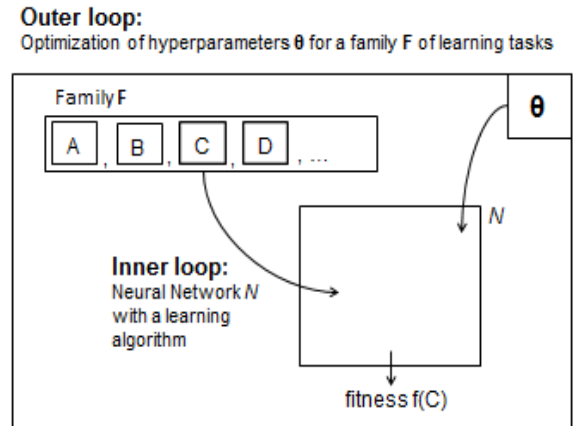 Outer loop:
Optimization of hyperparameters θ for a family F of learning tasks
Family F
θ
A , B , C , D , ...
N
Inner loop:
Neural Network N
with a learning
algorithm
fitness f(C)